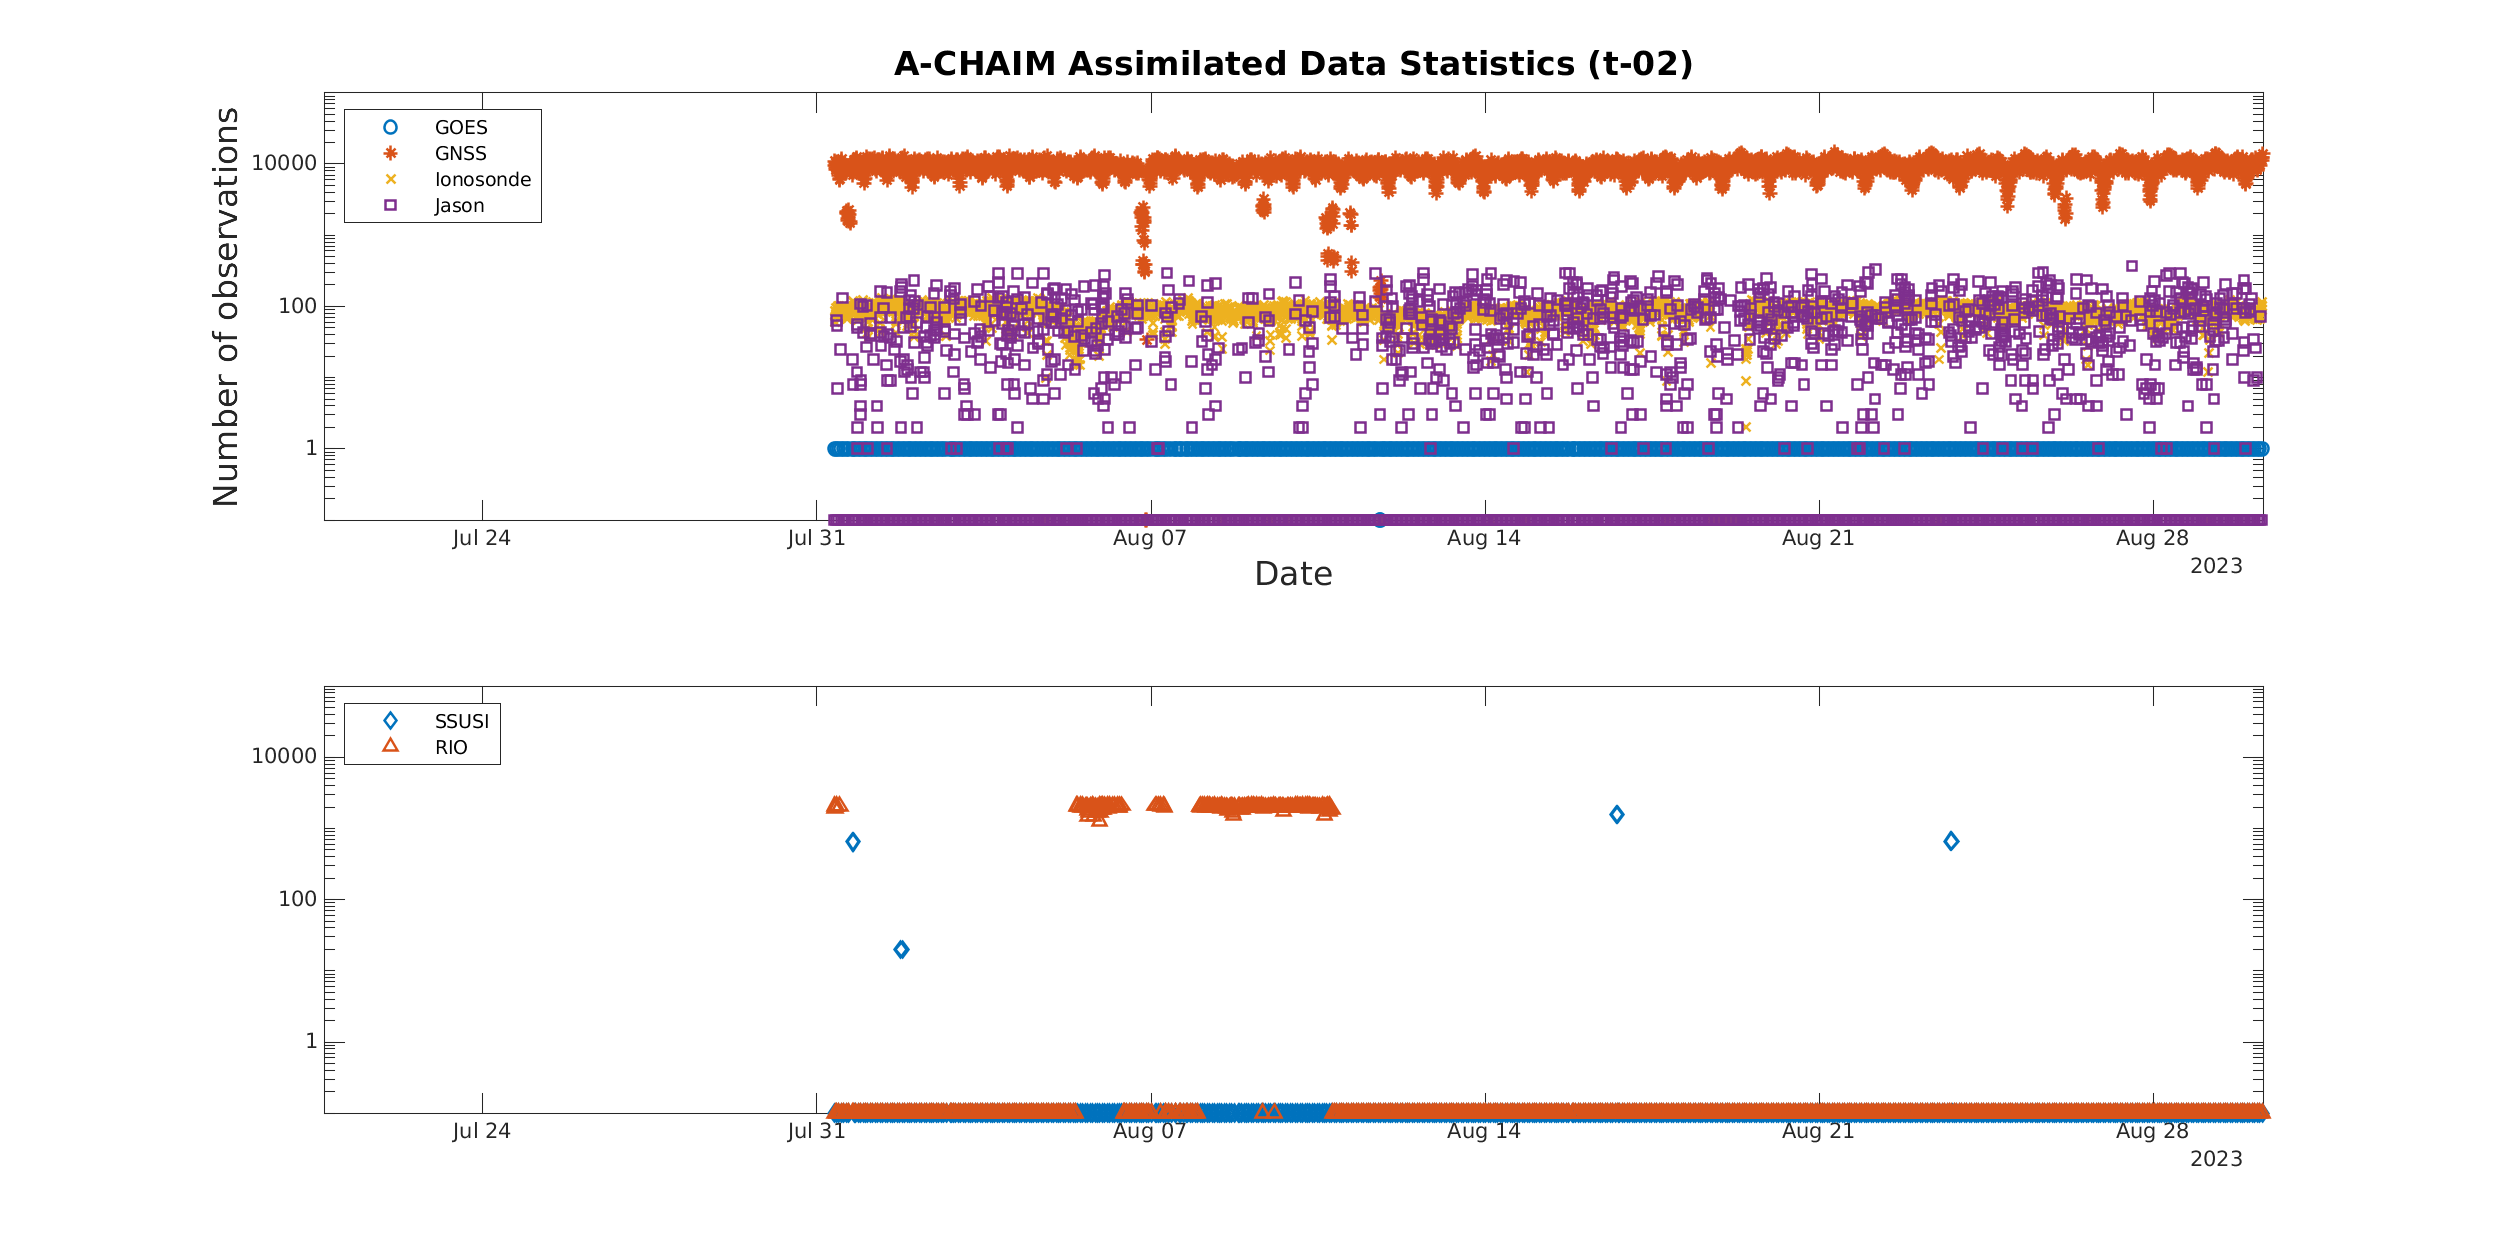 A-CHAIM Assimilated Data Statistics (t-02)
Number of observations
10000
100
1
GOES
GNSS
Ionosonde
Jason
Jul 24
Jul 31
Aug 07
Aug 14
Aug 21
Aug 28
2023
Date
10000
100
1
SSUSI
RIO
Jul 24
Jul 31
Aug 07
Aug 14
Aug 21
Aug 28
2023